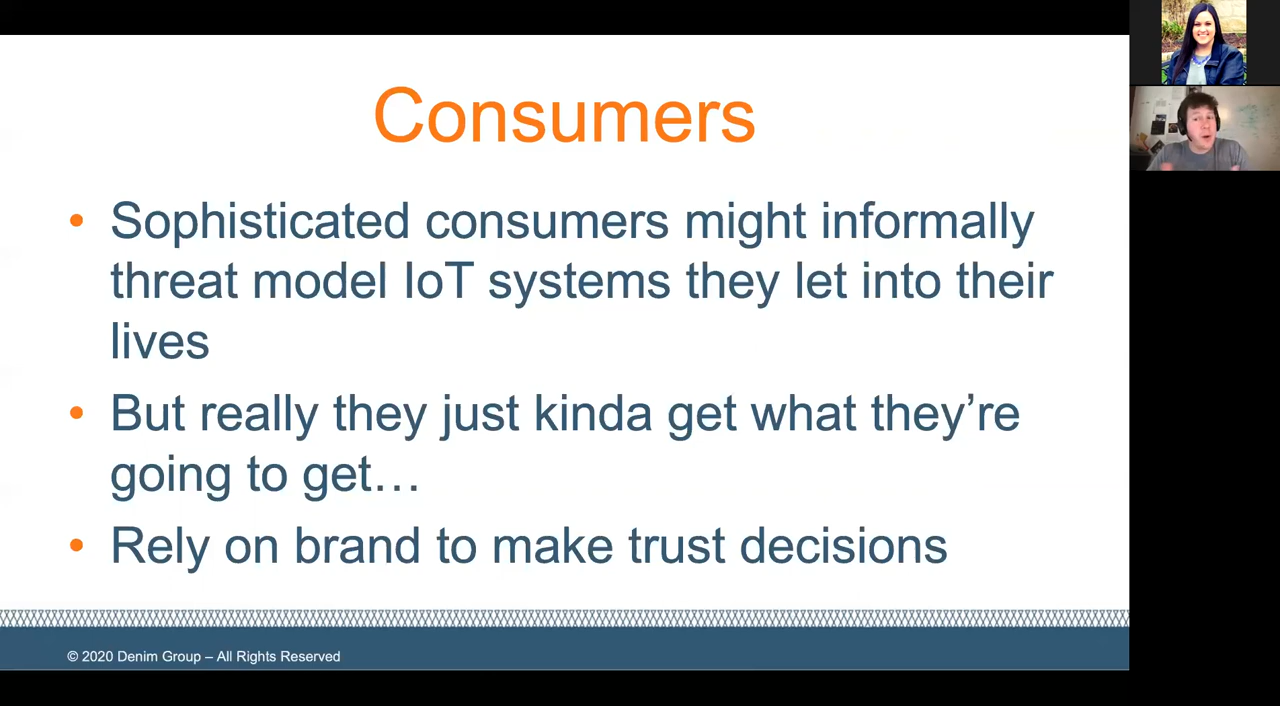 Consumers
• Sophisticated consumers might informally
threat model IoT systems they let into their
lives
• But really they just kinda get what they’re
going to get…
• Rely on brand to make trust decisions
© 2020 Denim Group – All Rights Reserved